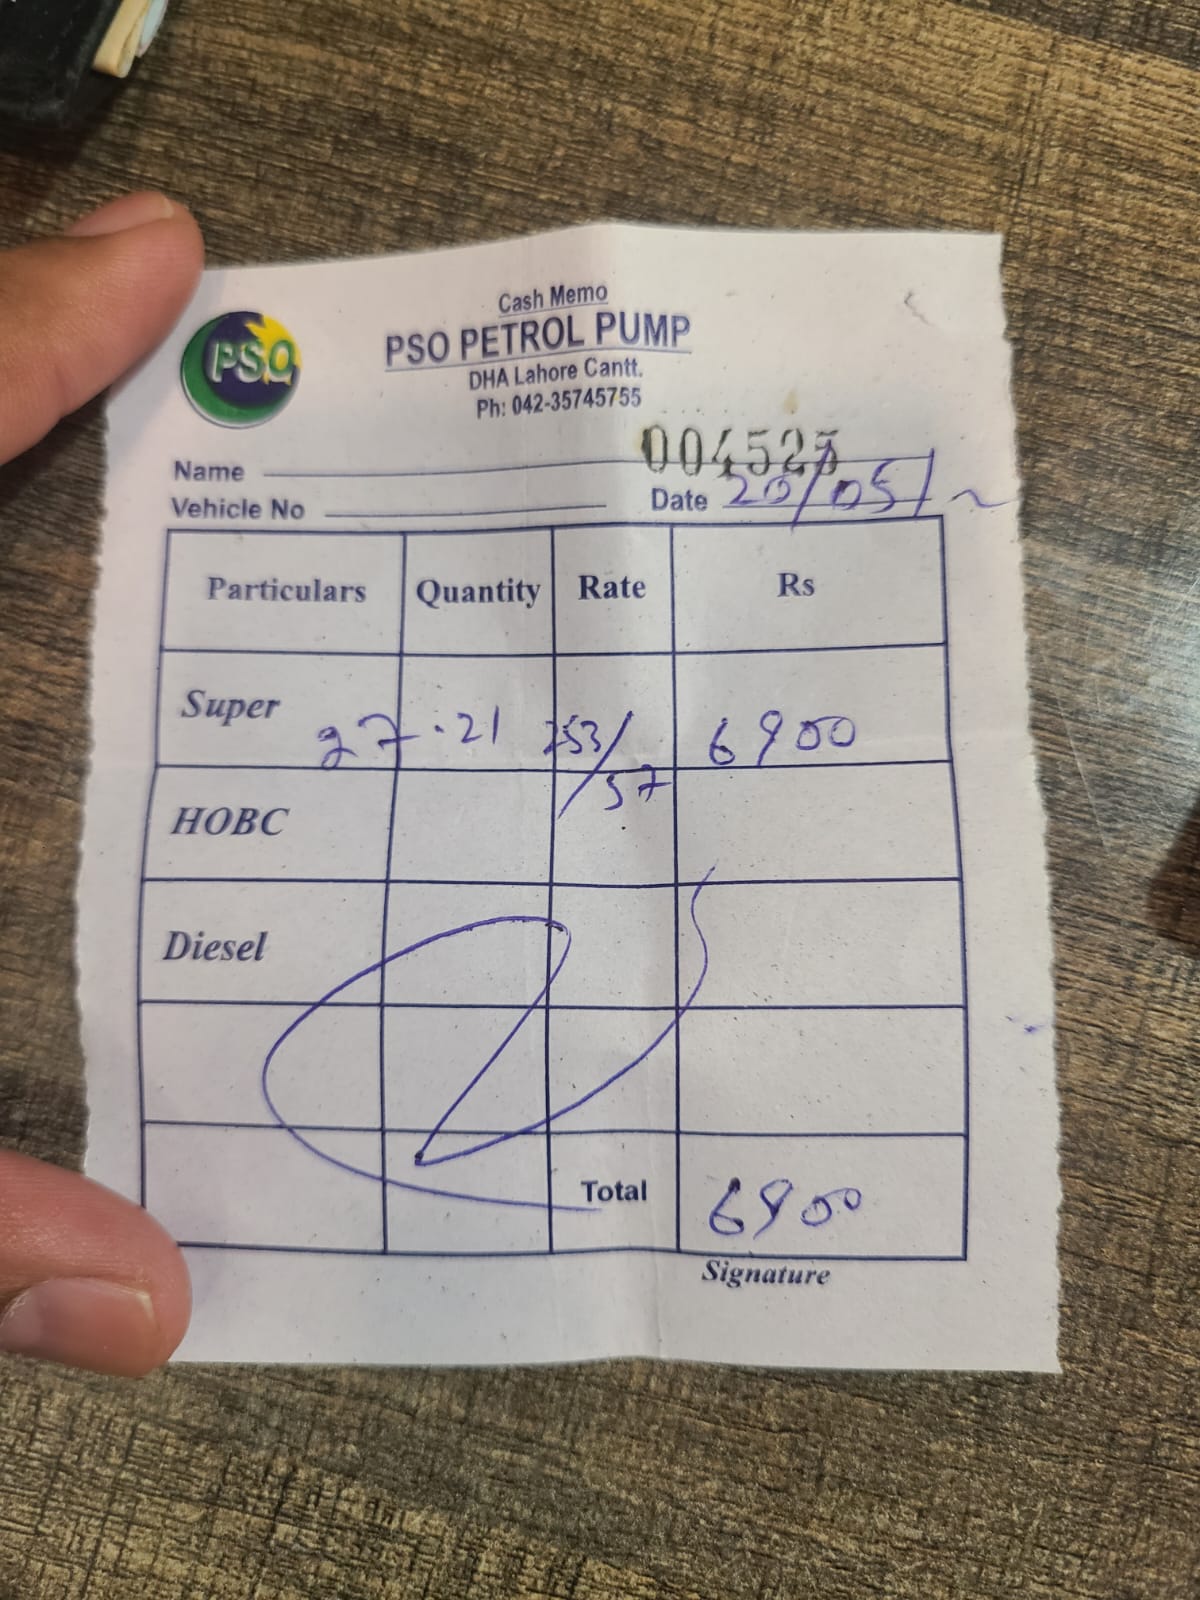 Cash Memo
PSO
PSO PETROL PUMP
DHA Lahore Cantt.
Ph: 042-35745755
004525
Name
Vehicle No
Date 20/05/
Particulars Quantity Rate Rs
Super 27.21 253/57 6900
HOBC
Diesel
Total 6900
Signature